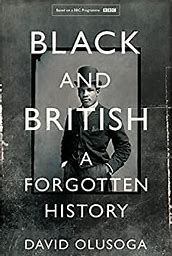 Based on a BBC Programme BBC
BLACK
AND
BRITISH
A
FORGOTTEN
HISTORY
DAVID OLUSOGA